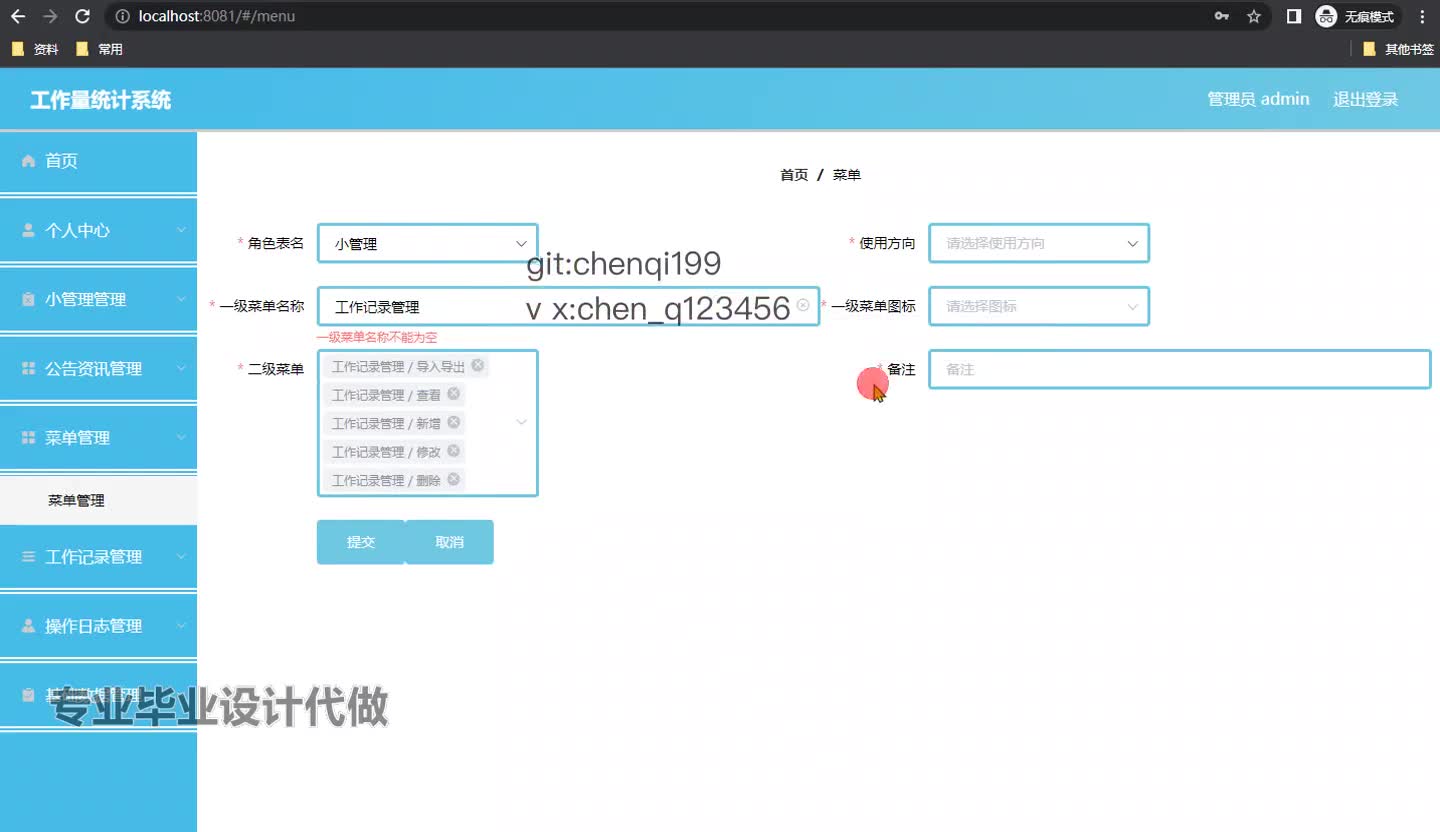 localhost:8081/#/menu
无痕模式
资料
常用
其他书签
工作量统计系统
管理员 admin
退出登录
首页
个人中心
小管理管理
公告资讯管理
菜单管理
菜单管理
工作记录管理
操作日志管理
基础数据管理
首页 / 菜单
* 角色表名
小管理
* 使用方向
请选择使用方向
git:chenqi199
* 一级菜单名称
工作记录管理
v x:chen_q123456
* 一级菜单图标
请选择图标
一级菜单名称不能为空
* 二级菜单
工作记录管理 / 导入导出
工作记录管理 / 查看
工作记录管理 / 新增
工作记录管理 / 修改
工作记录管理 / 删除
* 备注
备注
提交
取消
专业毕业设计代做